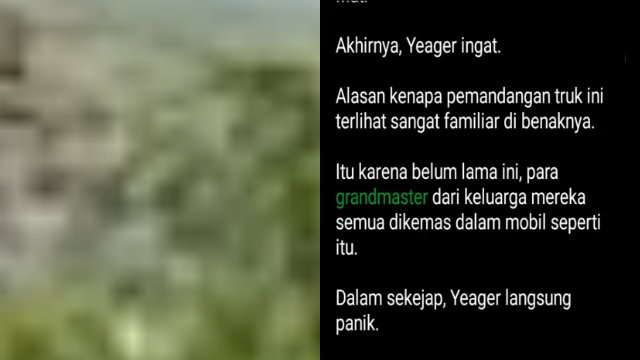 Akhirnya, Yeager ingat.
Alasan kenapa pemandangan truk ini
terlihat sangat familiar di benaknya.
Itu karena belum lama ini, para
grandmaster dari keluarga mereka
semua dikemas dalam mobil seperti
itu.
Dalam sekejap, Yeager langsung
panik.